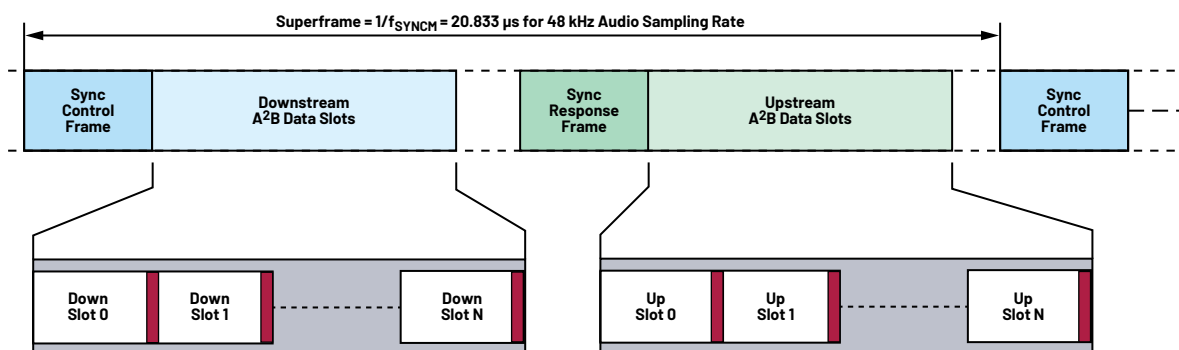 Superframe = 1/fSYNCM = 20.833 µs for 48 kHz Audio Sampling Rate
Sync
Control
Frame
Downstream
A²B Data Slots
Sync
Response
Frame
Upstream
A²B Data Slots
Sync
Control
Frame
Down
Slot 0
Down
Slot 1
Down
Slot N
Up
Slot 0
Up
Slot 1
Up
Slot N